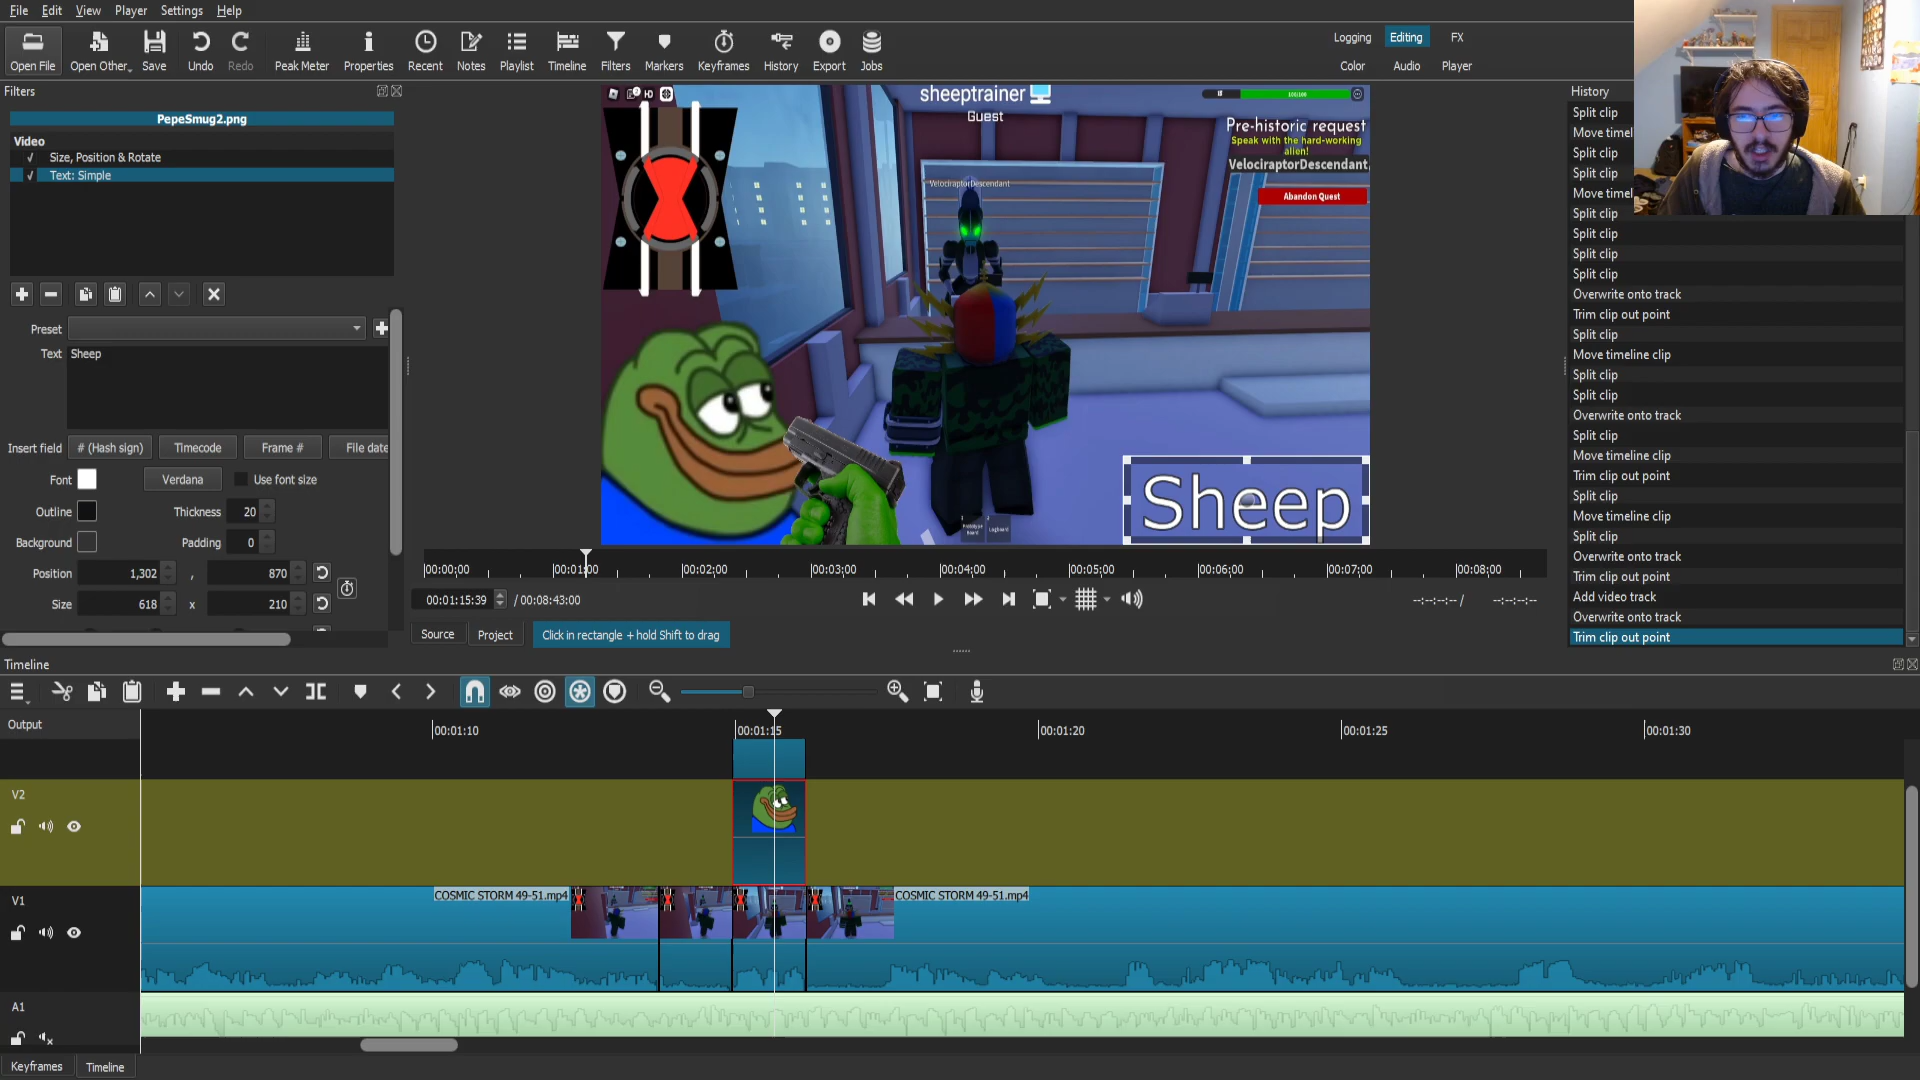 File Edit View Player Settings Help
Open File Open Other... Save Undo Redo Peak Meter Properties Recent Notes Playlist Timeline Filters Markers Keyframes History Export Jobs
Logging Editing FX
Color Audio Player
Filters
PepeSmug2.png
Video
✓ Size, Position & Rotate
✓ Text: Simple
Preset
Text Sheep
Insert field # (Hash sign) Timecode Frame # File date
Font Verdana Use font size
Outline Thickness 20
Background Padding 0
Position 1,302 , 870
Size 618 x 210
HD
sheeptrainer
Guest
100/100
Pre-historic request
Speak with the hard-working
alien!
VelociraptorDescendant
Abandon Quest
VelociraptorDescendant
Prototype
Board
Logboard
Sheep
00:00:00 00:01:00 00:02:00 00:03:00 00:04:00 00:05:00 00:06:00 00:07:00 00:08:00
00:01:15:39 / 00:08:43:00
--:--:--:-- / --:--:--:--
Source Project Click in rectangle + hold Shift to drag
History
Split clip
Move timel
Split clip
Split clip
Move timel
Split clip
Split clip
Split clip
Split clip
Overwrite onto track
Trim clip out point
Split clip
Move timeline clip
Split clip
Split clip
Overwrite onto track
Split clip
Move timeline clip
Trim clip out point
Split clip
Move timeline clip
Split clip
Overwrite onto track
Trim clip out point
Add video track
Overwrite onto track
Trim clip out point
Timeline
Output
00:01:10 00:01:15 00:01:20 00:01:25 00:01:30
V2
V1
COSMIC STORM 49-51.mp4 COSMIC STORM 49-51.mp4
A1
Keyframes Timeline